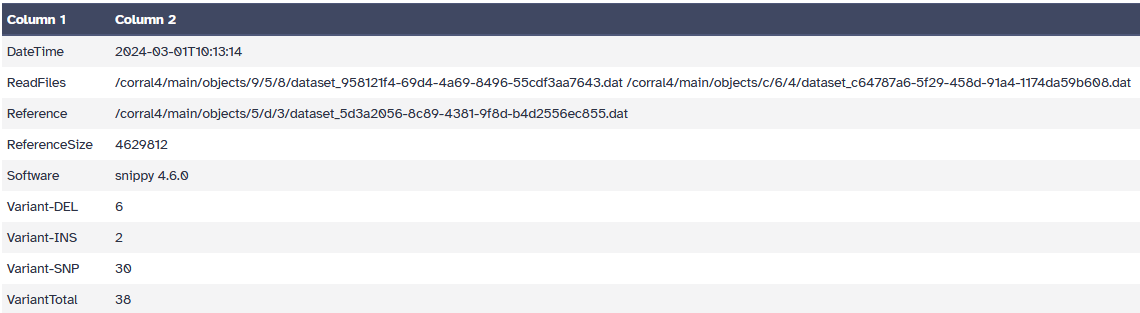 Column 1 Column 2
DateTime 2024-03-01T10:13:14
ReadFiles /corral4/main/objects/9/5/8/dataset_958121f4-69d4-4a69-8496-55cdf3aa7643.dat /corral4/main/objects/c/6/4/dataset_c64787a6-5f29-458d-91a4-1174da59b608.dat
Reference /corral4/main/objects/5/d/3/dataset_5d3a2056-8c89-4381-9f8d-b4d2556ec855.dat
ReferenceSize 4629812
Software snippy 4.6.0
Variant-DEL 6
Variant-INS 2
Variant-SNP 30
VariantTotal 38